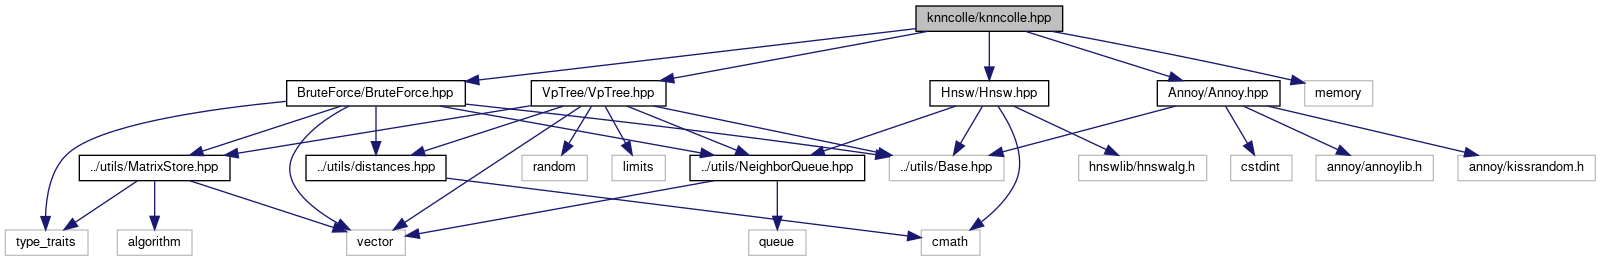 knncolle/knncolle.hpp
BruteForce/BruteForce.hpp
VpTree/VpTree.hpp
Hnsw/Hnsw.hpp
Annoy/Annoy.hpp
memory
../utils/MatrixStore.hpp
../utils/distances.hpp
random
limits
../utils/NeighborQueue.hpp
../utils/Base.hpp
hnswlib/hnswalg.h
cstdint
annoy/annoylib.h
annoy/kissrandom.h
type_traits
algorithm
vector
queue
cmath